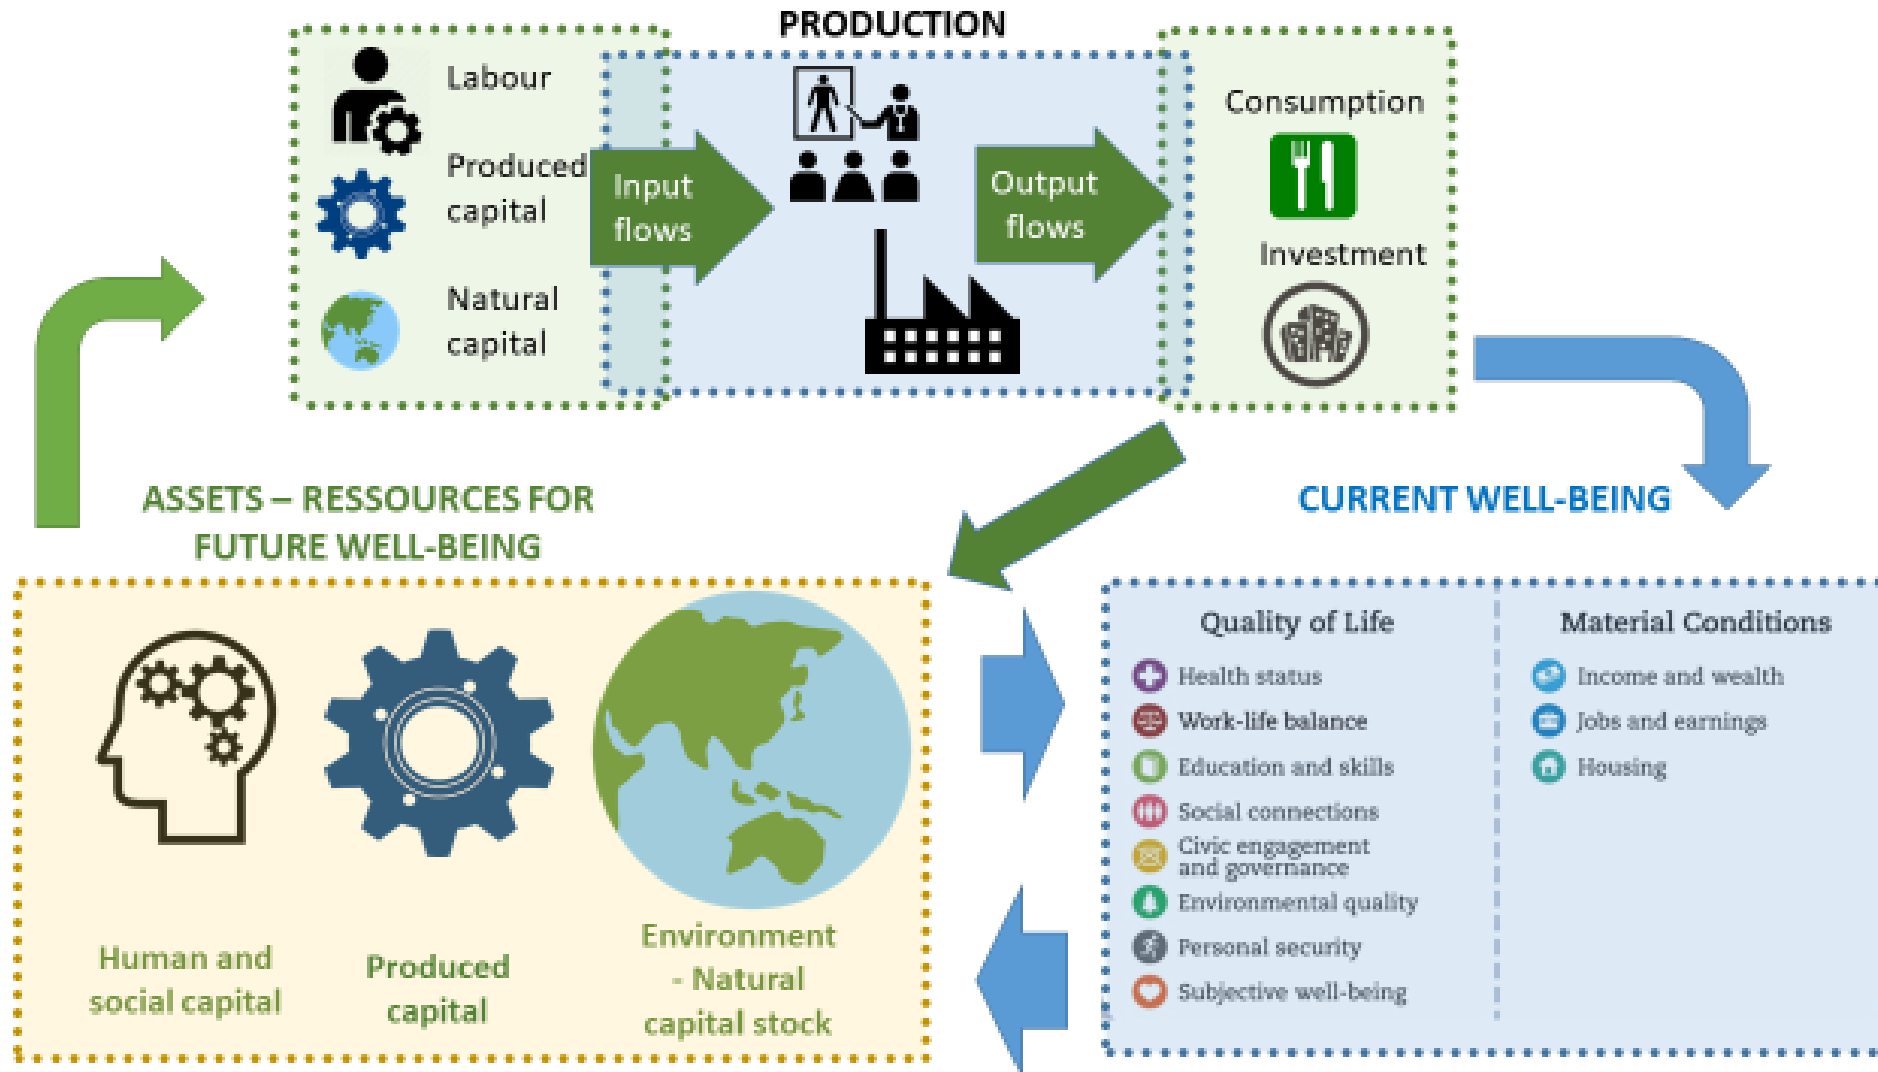 PRODUCTION
Labour
Produced
capital
Natural
capital
Input
flows
Output
flows
Consumption
Investment
ASSETS – RESSOURCES FOR
FUTURE WELL-BEING
CURRENT WELL-BEING
Human and
social capital
Produced
capital
Environment
- Natural
capital stock
Quality of Life
Health status
Work-life balance
Education and skills
Social connections
Civic engagement
and governance
Environmental quality
Personal security
Subjective well-being
Material Conditions
Income and wealth
Jobs and earnings
Housing